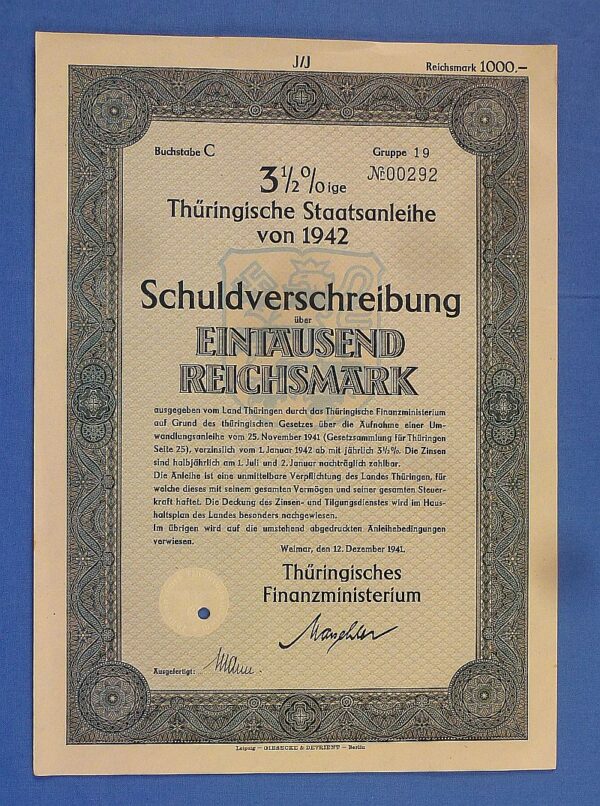 J/J
Reichsmark 1000,—
Buchstabe C
Gruppe 19
3½%ige
№ 00292
Thüringische Staatsanleihe
von 1942
Schuldverschreibung
über
EINTAUSEND
REICHSMARK
ausgegeben vom Land Thüringen durch das Thüringische Finanzministerium
auf Grund des thüringischen Gesetzes über die Aufnahme einer Um-
wandlungsanleihe vom 25. November 1941 (Gesetzsammlung für Thüringen
Seite 25), verzinslich vom 1. Januar 1942 ab mit jährlich 3½%. Die Zinsen
sind halbjährlich am 1. Juli und 2. Januar nachträglich zahlbar.
Die Anleihe ist eine unmittelbare Verpflichtung des Landes Thüringen, für
welche dieses mit seinem gesamten Vermögen und seiner gesamten Steuer-
kraft haftet. Die Deckung des Zinsen- und Tilgungsdienstes wird im Haus-
haltsplan des Landes besonders nachgewiesen.
Im übrigen wird auf die umstehend abgedruckten Anleihebedingungen
verwiesen.
Weimar, den 12. Dezember 1941.
Thüringisches
Finanzministerium
Ausgefertigt:
Leipzig — GIESECKE & DEVRIENT — Berlin